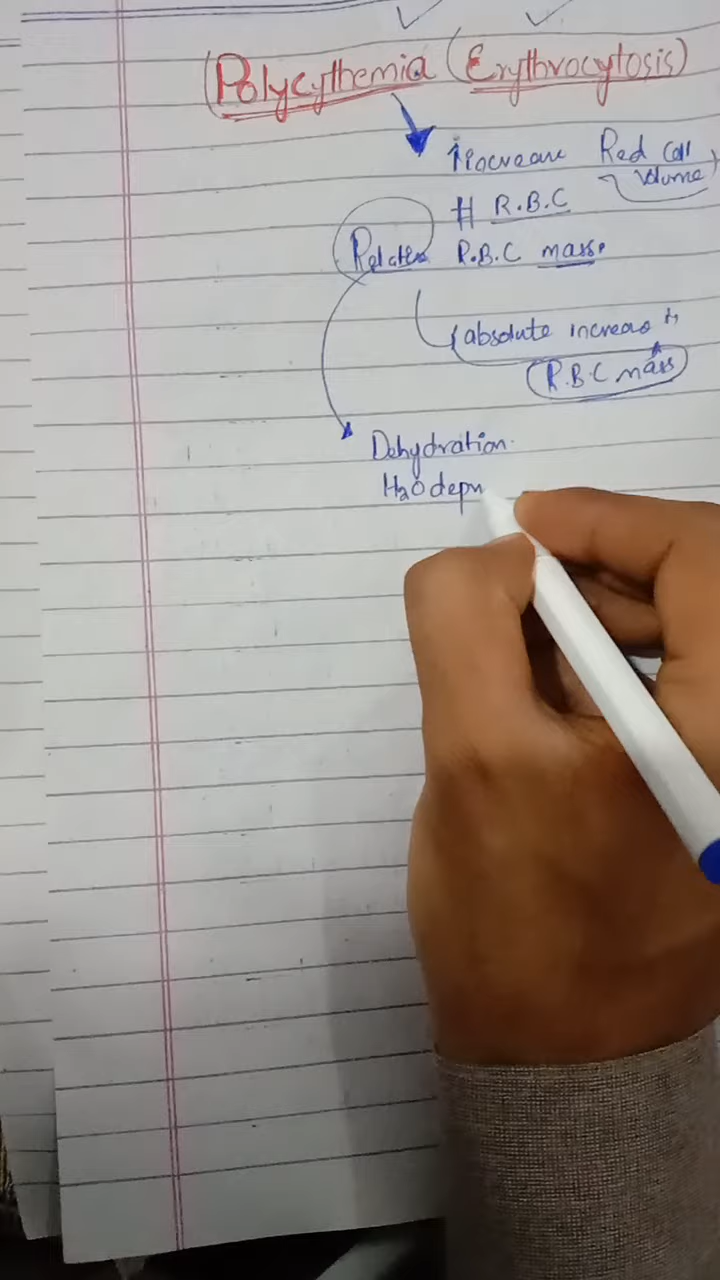 Polycythemia (Erythrocytosis)
↑increase Red Cell
Volume
# R.B.C
Relative R.B.C mass.
absolute increase in
R.B.C mass
Dehydration
H2O depri